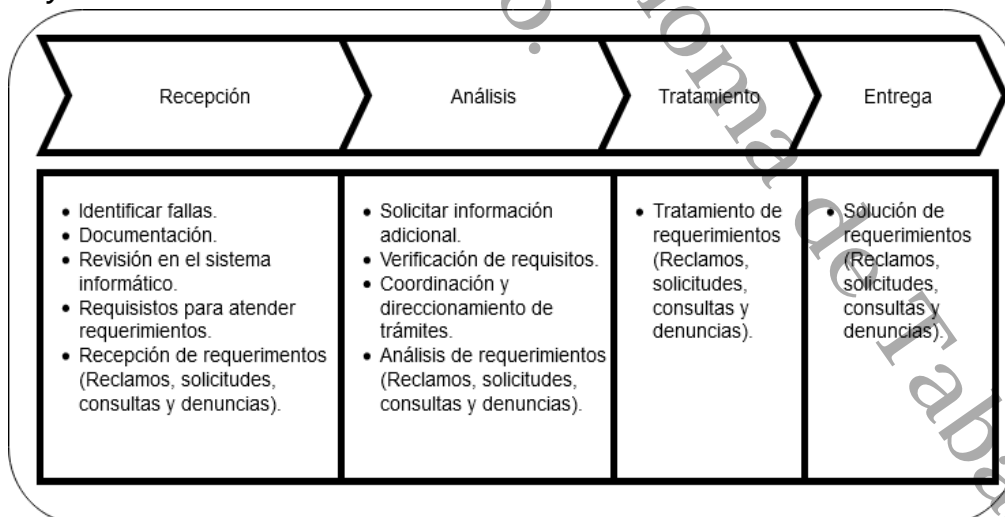 Recepción
Análisis
Tratamiento
Entrega
• Identificar fallas.
• Documentación.
• Revisión en el sistema
informático.
• Requisistos para atender
requerimientos.
• Recepción de requerimentos
(Reclamos, solicitudes,
consultas y denuncias).
• Solicitar información
adicional.
• Verificación de requisitos.
• Coordinación y
direccionamiento de
trámites.
• Análisis de requerimientos
(Reclamos, solicitudes,
consultas y denuncias).
• Tratamiento de
requerimientos
(Reclamos,
solicitudes,
consultas y
denuncias).
• Solución de
requerimientos
(Reclamos,
solicitudes,
consultas y
denuncias).
de